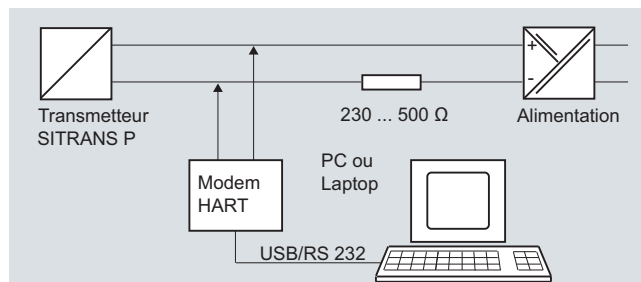 +
-
Transmetteur
SITRANS P
230 ... 500 Ω
Alimentation
PC ou
Laptop
Modem
HART
USB/RS 232